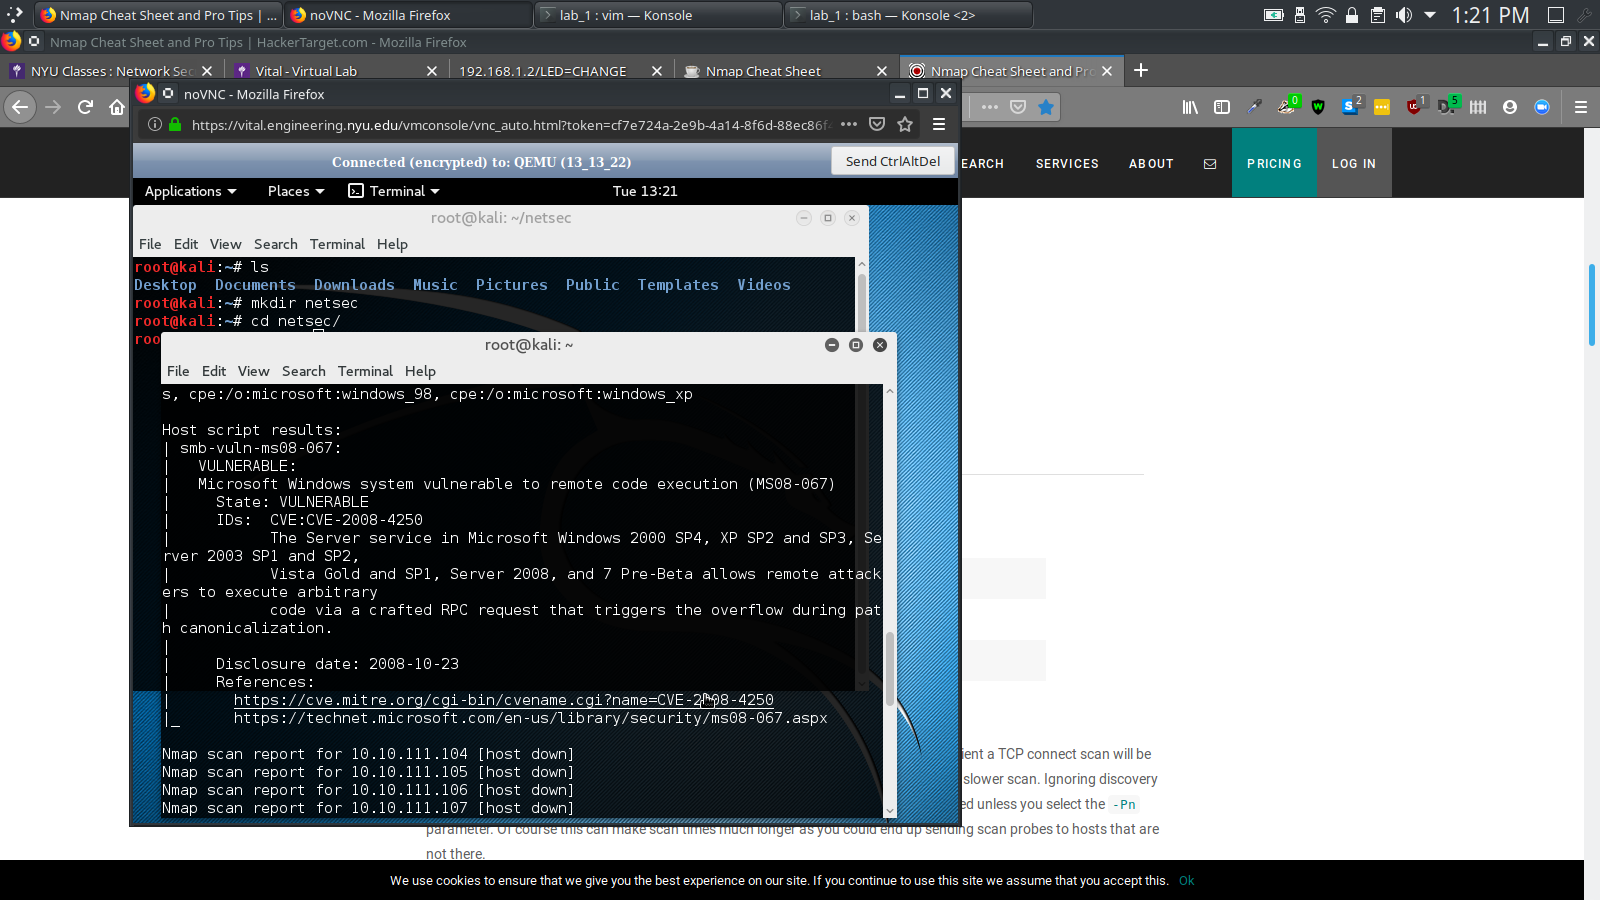 Nmap Cheat Sheet and Pro Tips | ...
noVNC - Mozilla Firefox
lab_1 : vim — Konsole
lab_1 : bash — Konsole <2>
1:21 PM
Nmap Cheat Sheet and Pro Tips | HackerTarget.com - Mozilla Firefox
NYU Classes : Network Sec
Vital - Virtual Lab
192.168.1.2/LED=CHANGE
Nmap Cheat Sheet
Nmap Cheat Sheet and Pro
noVNC - Mozilla Firefox
0
2
1
5
https://vital.engineering.nyu.edu/vmconsole/vnc_auto.html?token=cf7e724a-2e9b-4a14-8f6d-88ec86f
Connected (encrypted) to: QEMU (13_13_22)
Send CtrlAltDel
EARCH
SERVICES
ABOUT
PRICING
LOG IN
Applications
Places
Terminal
Tue 13:21
root@kali: ~/netsec
File Edit View Search Terminal Help
root@kali:~# ls
Desktop Documents Downloads Music Pictures Public Templates Videos
root@kali:~# mkdir netsec
root@kali:~# cd netsec/
roo
root@kali: ~
File Edit View Search Terminal Help
s, cpe:/o:microsoft:windows_98, cpe:/o:microsoft:windows_xp
Host script results:
| smb-vuln-ms08-067:
|   VULNERABLE:
|   Microsoft Windows system vulnerable to remote code execution (MS08-067)
|     State: VULNERABLE
|     IDs:  CVE:CVE-2008-4250
|           The Server service in Microsoft Windows 2000 SP4, XP SP2 and SP3, Se
rver 2003 SP1 and SP2,
|           Vista Gold and SP1, Server 2008, and 7 Pre-Beta allows remote attack
ers to execute arbitrary
|           code via a crafted RPC request that triggers the overflow during pat
h canonicalization.
|
|     Disclosure date: 2008-10-23
|     References:
|       https://cve.mitre.org/cgi-bin/cvename.cgi?name=CVE-2008-4250
|_      https://technet.microsoft.com/en-us/library/security/ms08-067.aspx
Nmap scan report for 10.10.111.104 [host down]
Nmap scan report for 10.10.111.105 [host down]
Nmap scan report for 10.10.111.106 [host down]
Nmap scan report for 10.10.111.107 [host down]
ient a TCP connect scan will be
slower scan. Ignoring discovery
ed unless you select the -Pn
parameter. Of course this can make scan times much longer as you could end up sending scan probes to hosts that are
not there.
We use cookies to ensure that we give you the best experience on our site. If you continue to use this site we assume that you accept this. Ok